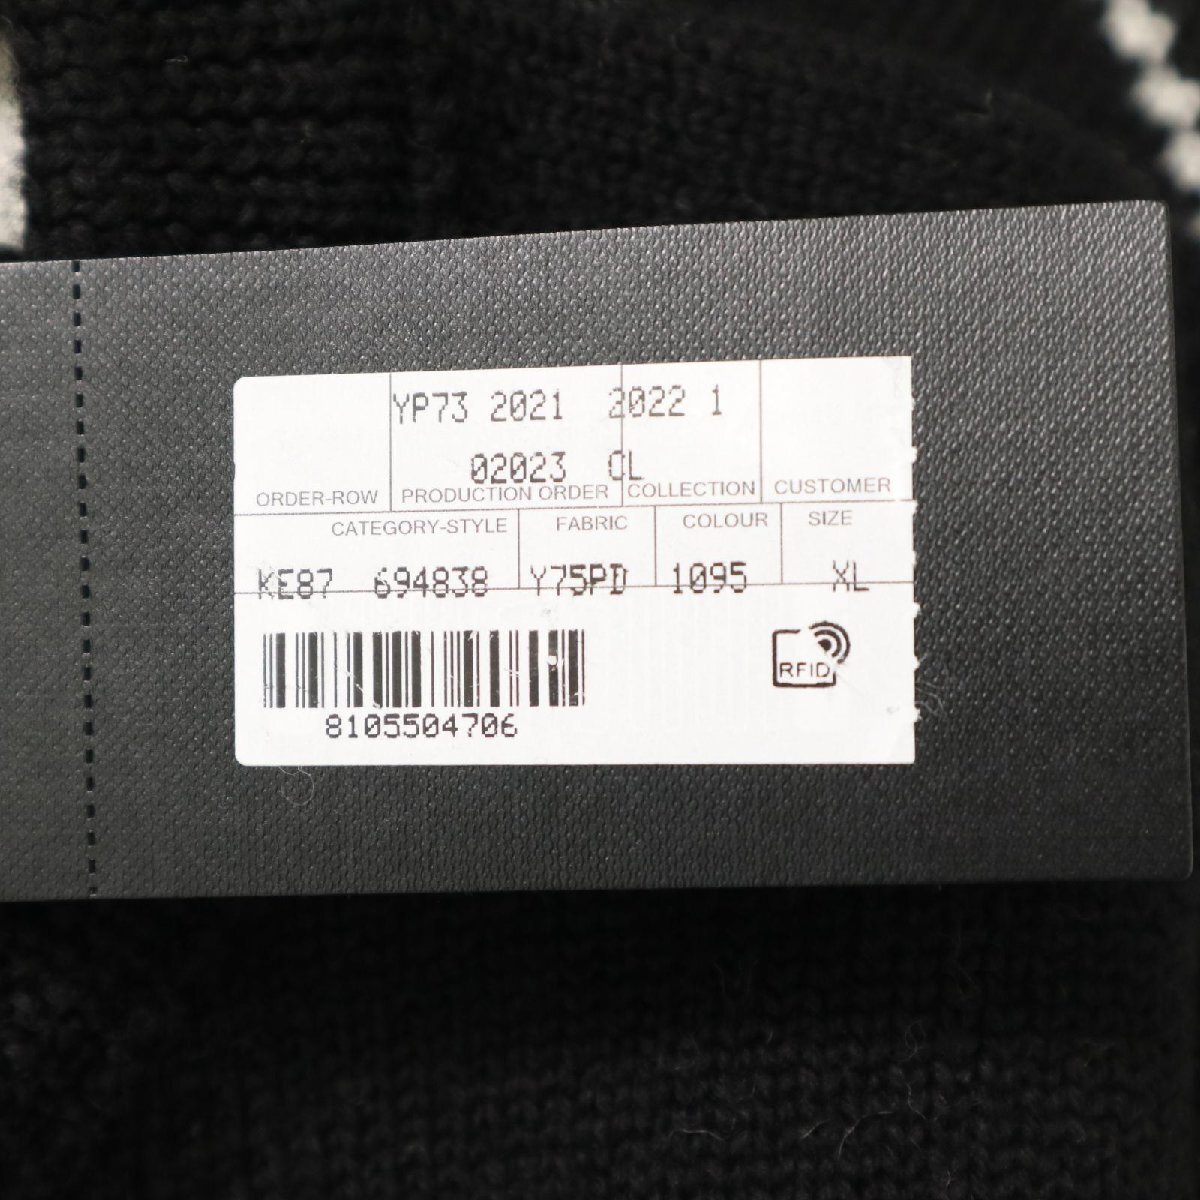 YP73 2021 2022 1
02023 CL
ORDER-ROW PRODUCTION ORDER COLLECTION CUSTOMER
CATEGORY-STYLE FABRIC COLOUR SIZE
KE87 694838 Y75PD 1095 XL
RFID
8105504706